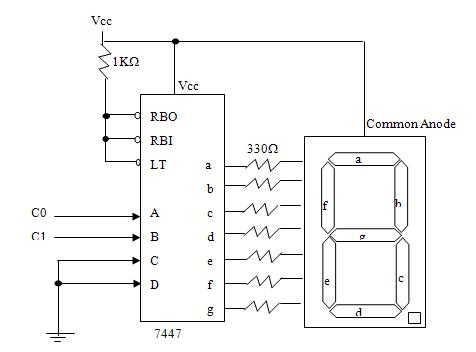 Vcc
1KΩ
Vcc
Common Anode
RBO
RBI
330Ω
LT
a
b
c
d
e
f
g
C0
A
C1
B
C
D
7447
a
f
h
g
e
c
d